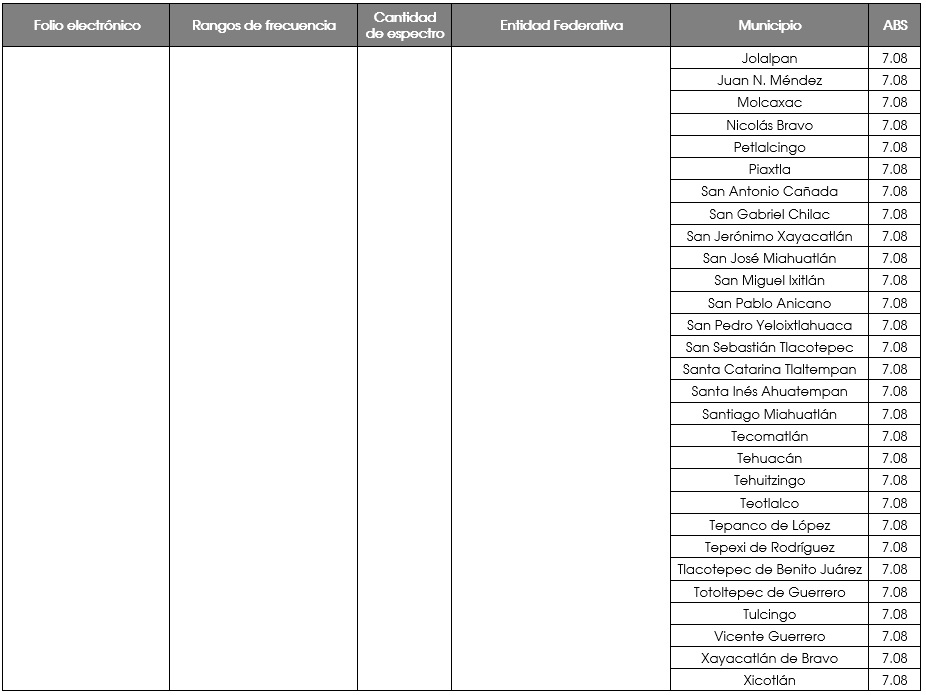 Folio electrónico Rangos de frecuencia Cantidad de espectro Entidad Federativa Municipio ABS
Jolalpan 7.08
Juan N. Méndez 7.08
Molcaxac 7.08
Nicolás Bravo 7.08
Petlalcingo 7.08
Piaxtla 7.08
San Antonio Cañada 7.08
San Gabriel Chilac 7.08
San Jerónimo Xayacatlán 7.08
San José Miahuatlán 7.08
San Miguel Ixitlán 7.08
San Pablo Anicano 7.08
San Pedro Yeloixtlahuaca 7.08
San Sebastián Tlacotepec 7.08
Santa Catarina Tlaltempan 7.08
Santa Inés Ahuatempan 7.08
Santiago Miahuatlán 7.08
Tecomatlán 7.08
Tehuacán 7.08
Tehuitzingo 7.08
Teotlalco 7.08
Tepanco de López 7.08
Tepexi de Rodríguez 7.08
Tlacotepec de Benito Juárez 7.08
Totoltepec de Guerrero 7.08
Tulcingo 7.08
Vicente Guerrero 7.08
Xayacatlán de Bravo 7.08
Xicotlán 7.08